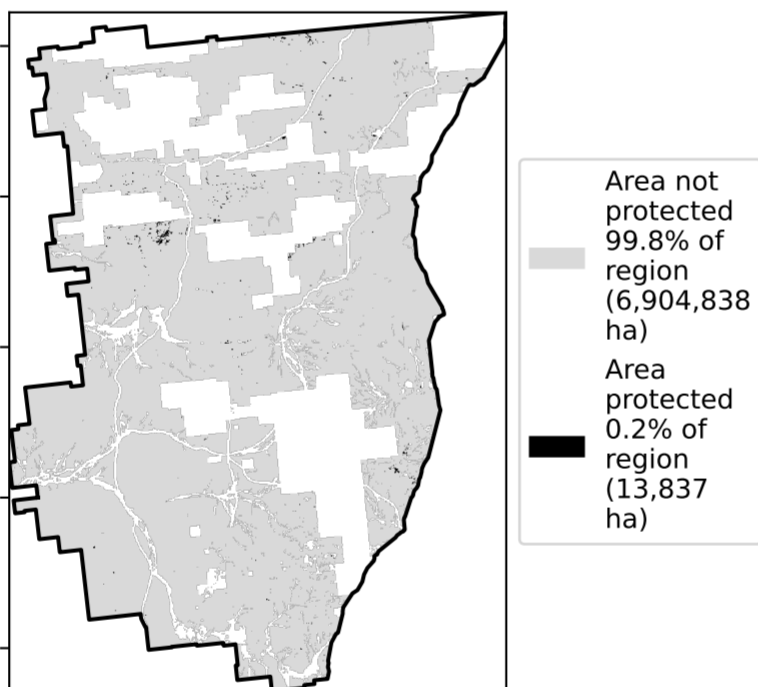 Area not
protected
99.8% of
region
(6,904,838
ha)
Area
protected
0.2% of
region
(13,837
ha)